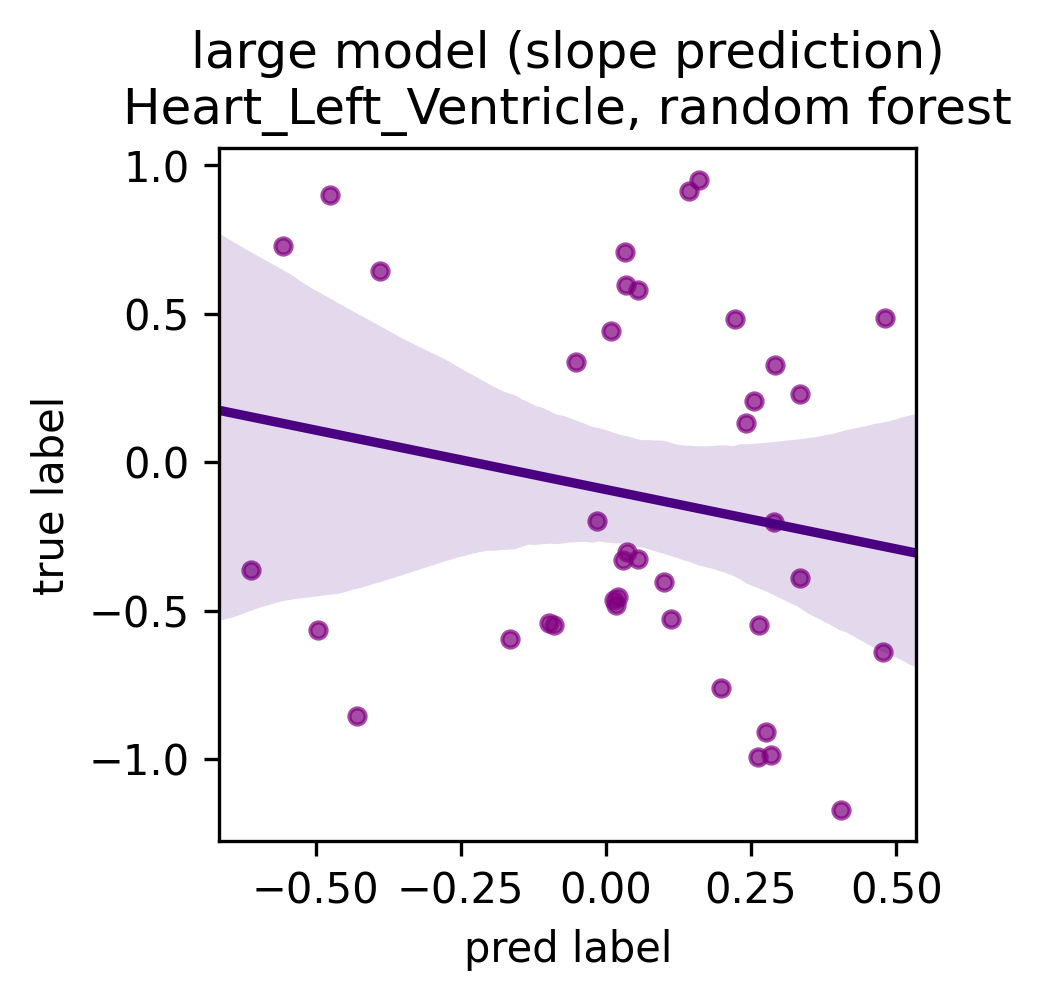 large model (slope prediction)
Heart_Left_Ventricle, random forest
1.0
0.5
0.0
−0.5
−1.0
true label
−0.50
−0.25
0.00
0.25
0.50
pred label